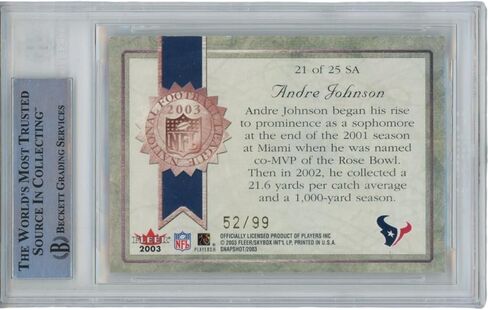 THE WORLD'S MOST TRUSTED
SOURCE IN COLLECTING™
BECKETT GRADING SERVICES
21 of 25 SA
Andre Johnson
Andre Johnson began his rise
to prominence as a sophomore
at the end of the 2001 season
at Miami when he was named
co-MVP of the Rose Bowl.
Then in 2002, he collected a
21.6 yards per catch average
and a 1,000-yard season.
NATIONAL FOOTBALL LEAGUE
2003
NFL
52/99
FLEER
2003
NFL
PLAYERS
OFFICIALLY LICENSED PRODUCT OF PLAYERS INC
© 2003 FLEER/SKYBOX INT'L LP, PRINTED IN U.S.A.
SNAPSHOT/2003